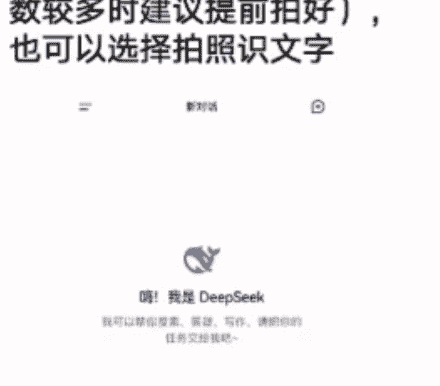 数较多时建议提前拍好），
也可以选择拍照识文字
新对话
嗨！我是 DeepSeek
我可以帮你搜索、答疑、写作，请把你的
任务交给我吧~